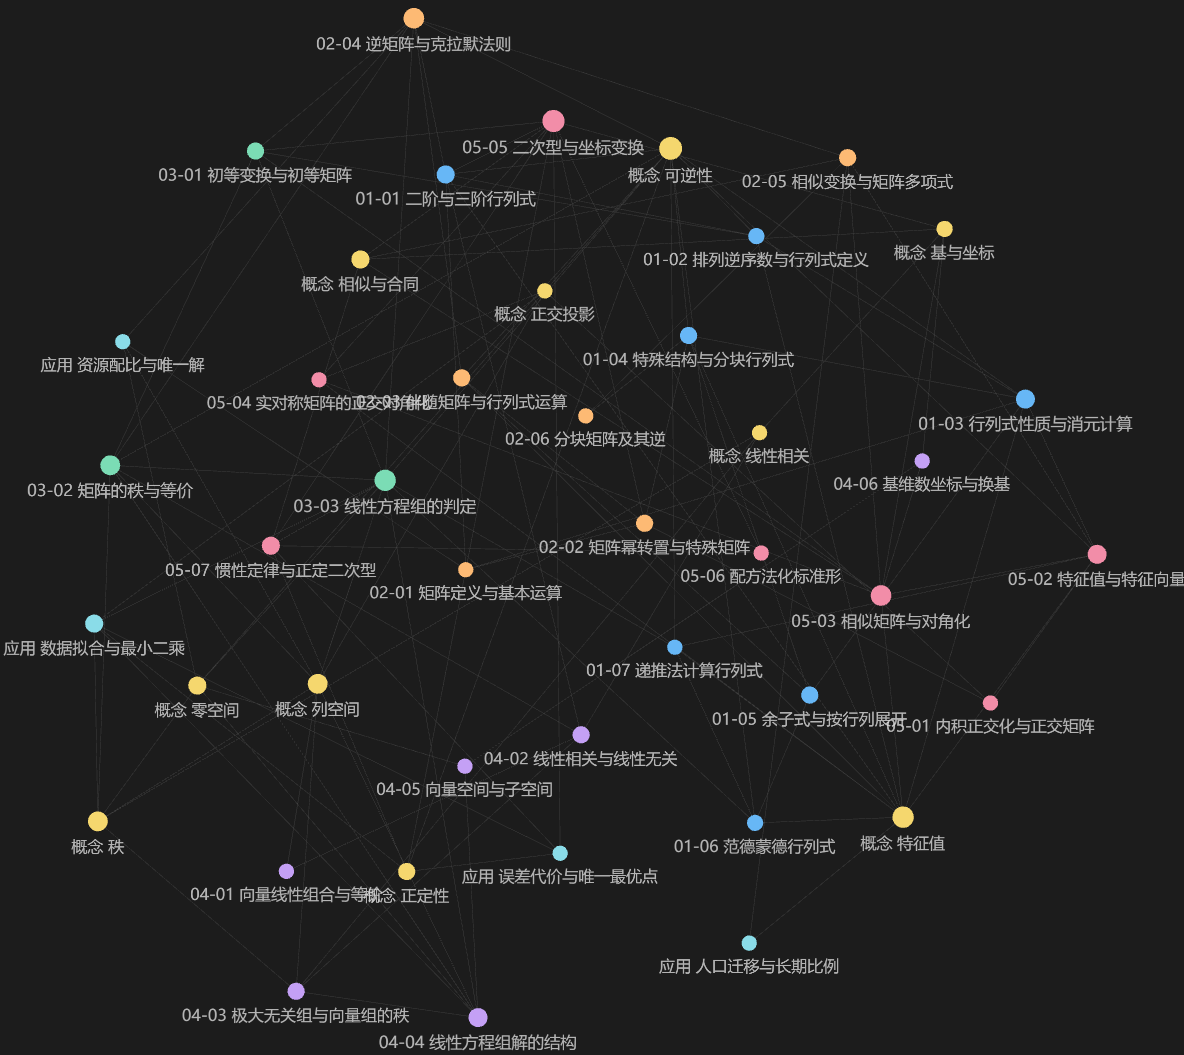 02-04 逆矩阵与克拉默法则
05-05 二次型与坐标变换
03-01 初等变换与初等矩阵
概念 可逆性
02-05 相似变换与矩阵多项式
01-01 二阶与三阶行列式
概念 基与坐标
01-02 排列逆序数与行列式定义
概念 相似与合同
概念 正交投影
01-04 特殊结构与分块行列式
应用 资源配比与唯一解
05-04 实对称矩阵的正交对角化
02-03 伴随矩阵与行列式运算
01-03 行列式性质与消元计算
02-06 分块矩阵及其逆
概念 线性相关
04-06 基维数坐标与换基
03-02 矩阵的秩与等价
03-03 线性方程组的判定
02-02 矩阵幂转置与特殊矩阵
05-07 惯性定律与正定二次型
05-06 配方法化标准形
05-02 特征值与特征向量
02-01 矩阵定义与基本运算
05-03 相似矩阵与对角化
应用 数据拟合与最小二乘
01-07 递推法计算行列式
概念 零空间
概念 列空间
01-05 余子式与按行列展开
05-01 内积正交化与正交矩阵
04-02 线性相关与线性无关
04-05 向量空间与子空间
概念 秩
01-06 范德蒙德行列式
概念 特征值
应用 误差代价与唯一最优点
04-01 向量线性组合与等价
概念 正定性
应用 人口迁移与长期比例
04-03 极大无关组与向量组的秩
04-04 线性方程组解的结构